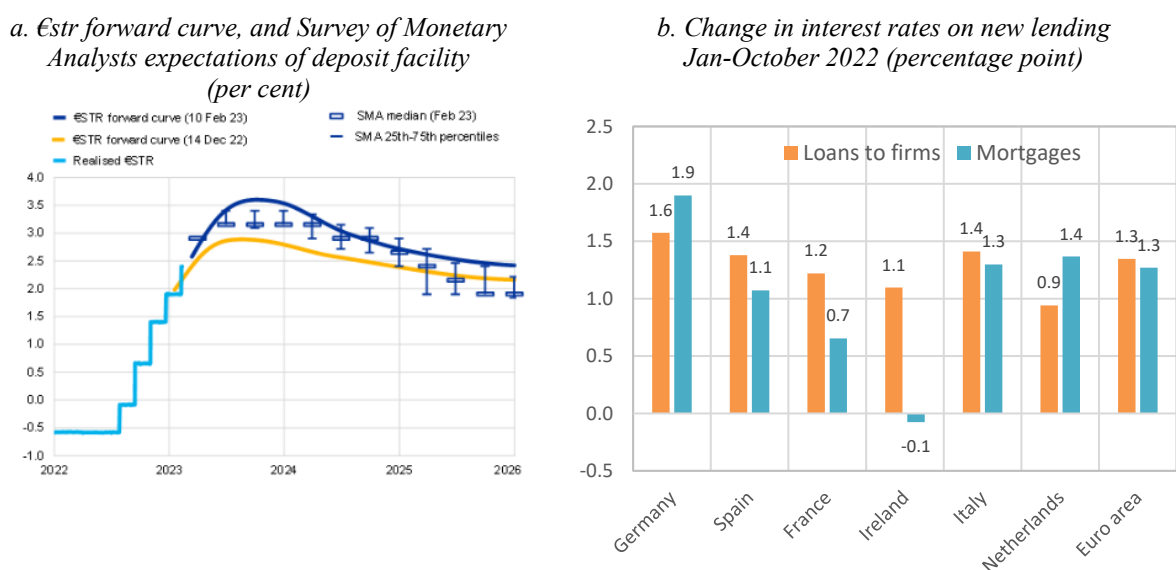 a. €str forward curve, and Survey of Monetary
Analysts expectations of deposit facility
(per cent)
€STR forward curve (10 Feb 23)
SMA median (Feb 23)
€STR forward curve (14 Dec 22)
SMA 25th-75th percentiles
Realised €STR
4.0
3.5
3.0
2.5
2.0
1.5
1.0
0.5
0.0
-0.5
-1.0
2022
2023
2024
2025
2026
b. Change in interest rates on new lending
Jan-October 2022 (percentage point)
2.5
2.0
1.5
1.0
0.5
0.0
-0.5
Loans to firms
Mortgages
1.6
1.9
1.4
1.1
1.2
0.7
1.1
-0.1
1.4
1.3
0.9
1.4
1.3
1.3
Germany
Spain
France
Ireland
Italy
Netherlands
Euro area